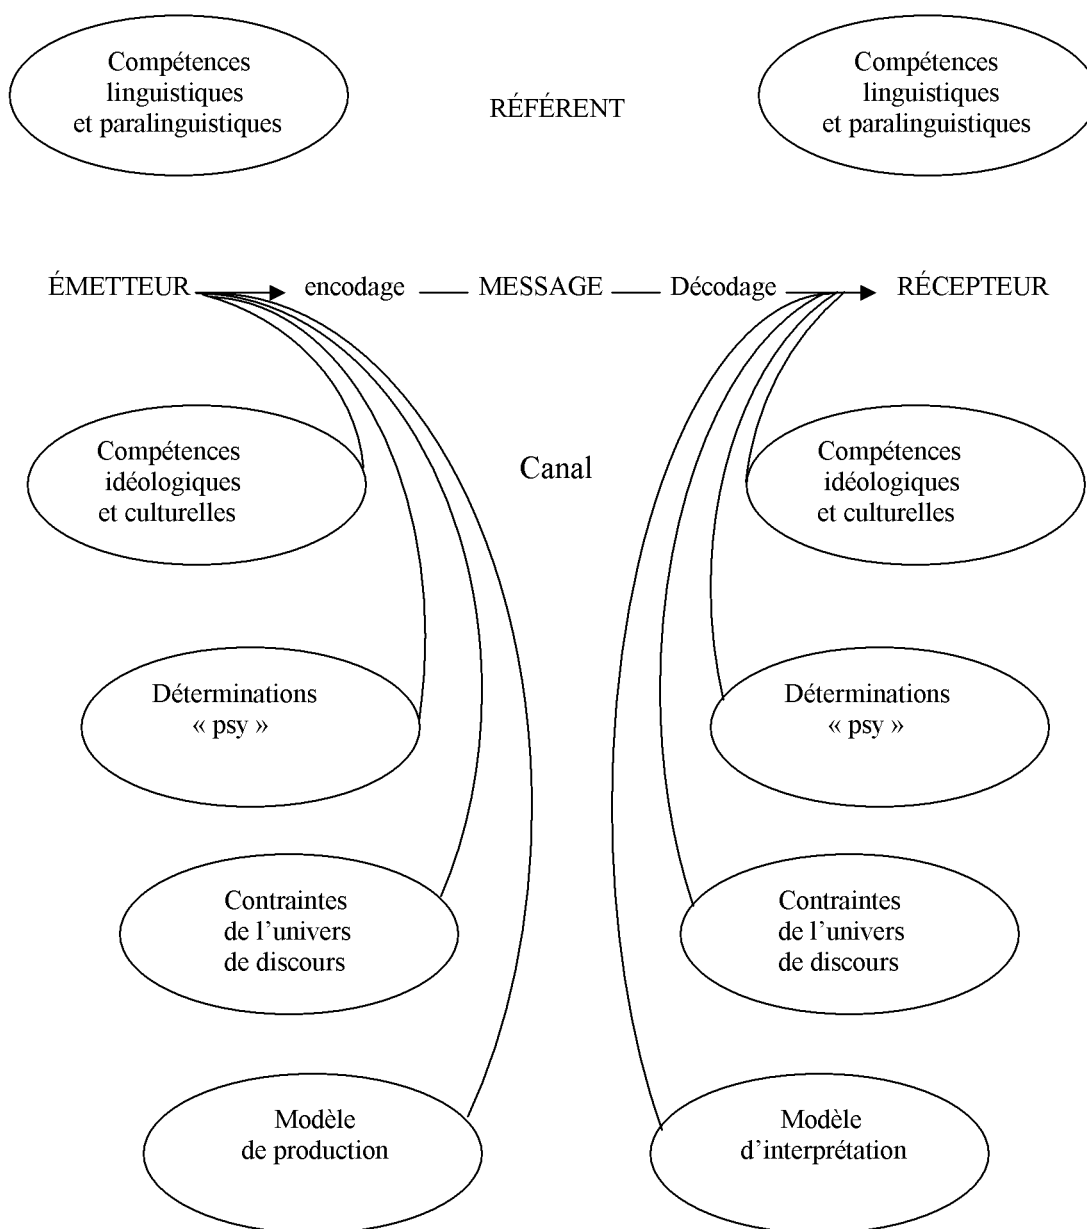 Compétences
linguistiques
et paralinguistiques
RÉFÉRENT
Compétences
linguistiques
et paralinguistiques
ÉMETTEUR encodage MESSAGE Décodage RÉCEPTEUR
Compétences
idéologiques
et culturelles
Canal
Compétences
idéologiques
et culturelles
Déterminations
« psy »
Déterminations
« psy »
Contraintes
de l’univers
de discours
Contraintes
de l’univers
de discours
Modèle
de production
Modèle
d’interprétation